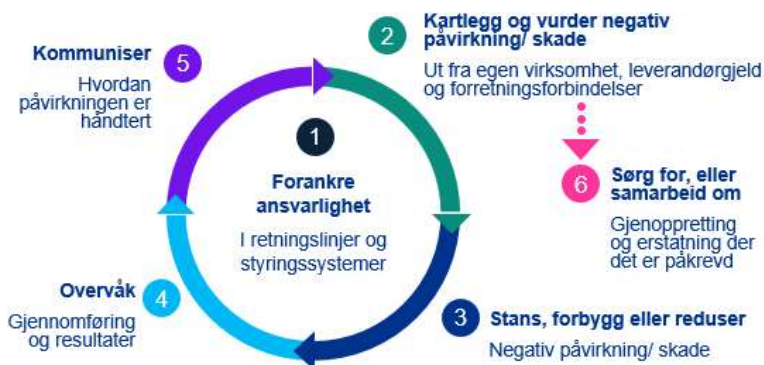 1
Forankre
ansvarlighet
I retningslinjer og
styringssystemer
2
Kartlegg og vurder negativ
påvirkning/ skade
Ut fra egen virksomhet, leverandørgjeld
og forretningsforbindelser
3
Stans, forbygg eller reduser
Negativ påvirkning/ skade
4
Overvåk
Gjennomføring
og resultater
5
Kommuniser
Hvordan
påvirkningen er
håndtert
6
Sørg for, eller
samarbeid om
Gjenoppretting
og erstatning der
det er påkrevd